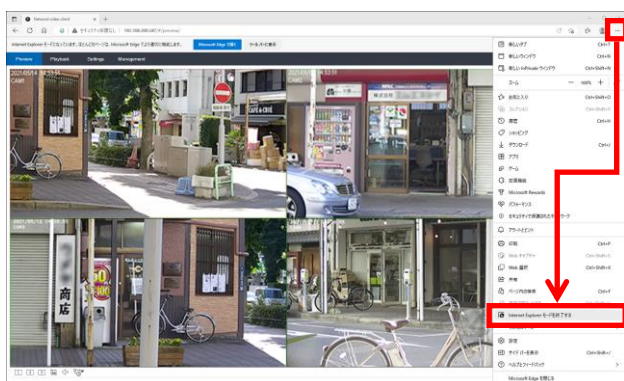 Network video client
Internet Explorer モードになっています。ほとんどのページは、Microsoft Edge でより適切に機能します。
Microsoft Edge で開く
ツール バーに表示
Preview
Playback
Settings
Management
CAM1
商店
新しいタブ
Ctrl+T
新しいウィンドウ
Ctrl+N
新しい InPrivate ウィンドウ
Ctrl+Shift+N
ズーム
100%
お気に入り
Ctrl+Shift+O
コレクション
履歴
Ctrl+H
ショッピング
ダウンロード
Ctrl+J
アプリ
ゲーム
拡張機能
Microsoft Rewards
パフォーマンス
印刷
Ctrl+P
Web キャプチャ
Ctrl+Shift+S
Web 選択
Ctrl+Shift+X
共有
ページ内の検索
Ctrl+F
Internet Explorer モードを終了する
設定
サイド バーを表示
Ctrl+Shift+/
ヘルプとフィードバック
Microsoft Edge を閉じる